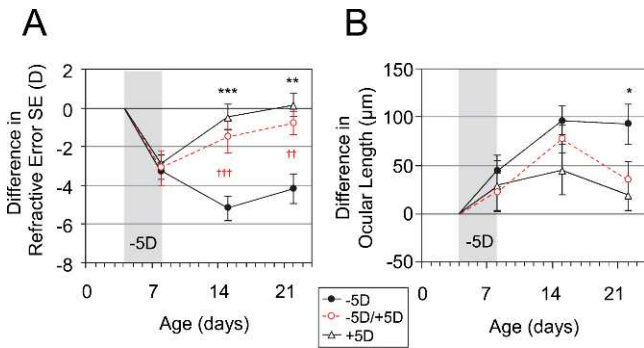 A
Difference in
Refractive Error SE (D)
2
0
-2
-4
-6
-8
***
**
†††
††
-5D
0
7
14
21
Age (days)
B
Difference in
Ocular Length (µm)
150
100
50
0
-50
*
-5D
0
7
14
21
Age (days)
-5D
-5D/+5D
+5D